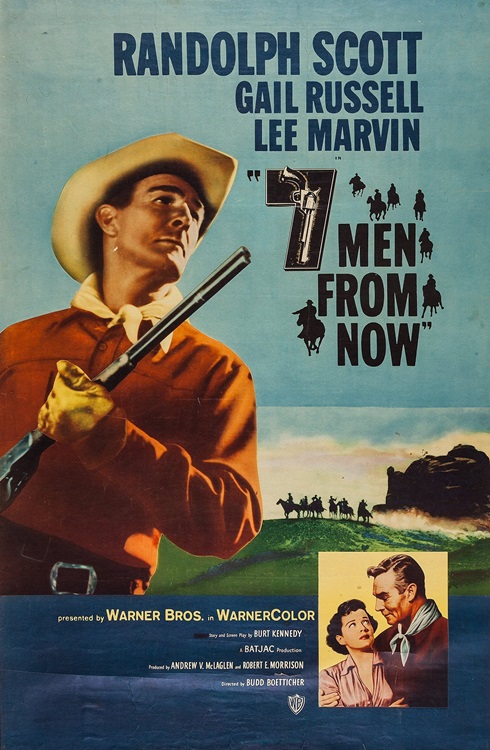 RANDOLPH SCOTT
GAIL RUSSELL
LEE MARVIN
IN
"7
MEN
FROM
NOW"
presented by WARNER BROS. in WARNERCOLOR
Story and Screen Play by BURT KENNEDY
A BATJAC Production
Produced by ANDREW V. McLAGLEN and ROBERT E. MORRISON
Directed by BUDD BOETTICHER
WB